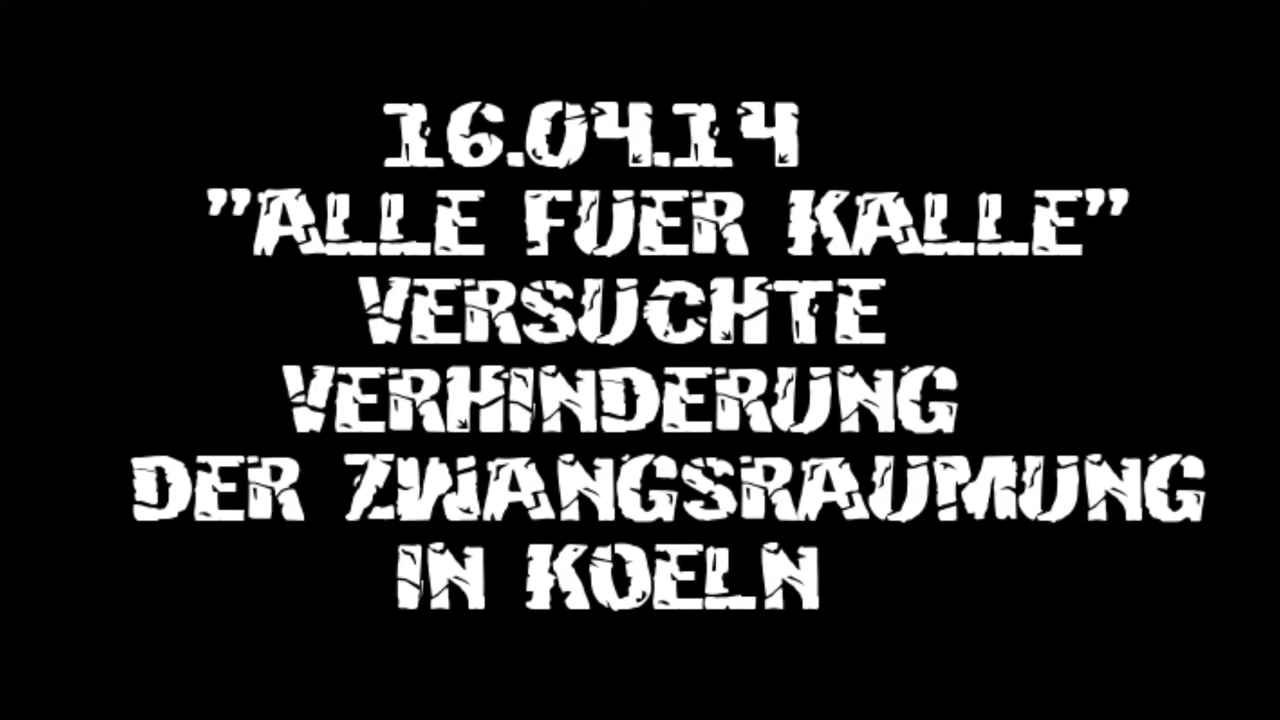 16.04.14
"ALLE FUER KALLE"
VERSUCHTE
VERHINDERUNG
DER ZWANGSRAUMUNG
IN KOELN